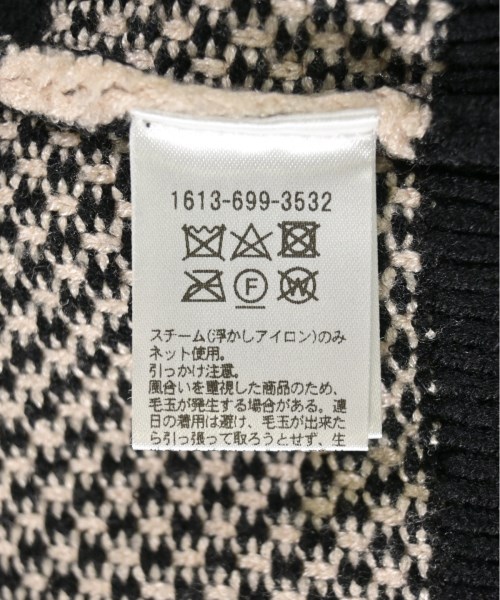 1613-699-3532
F
W
スチーム(浮かしアイロン)のみ
ネット使用。
引っかけ注意。
風合いを重視した商品のため、
毛玉が発生する場合がある。連
日の着用は避け、毛玉が出来た
ら引っ張って取ろうとせず、生